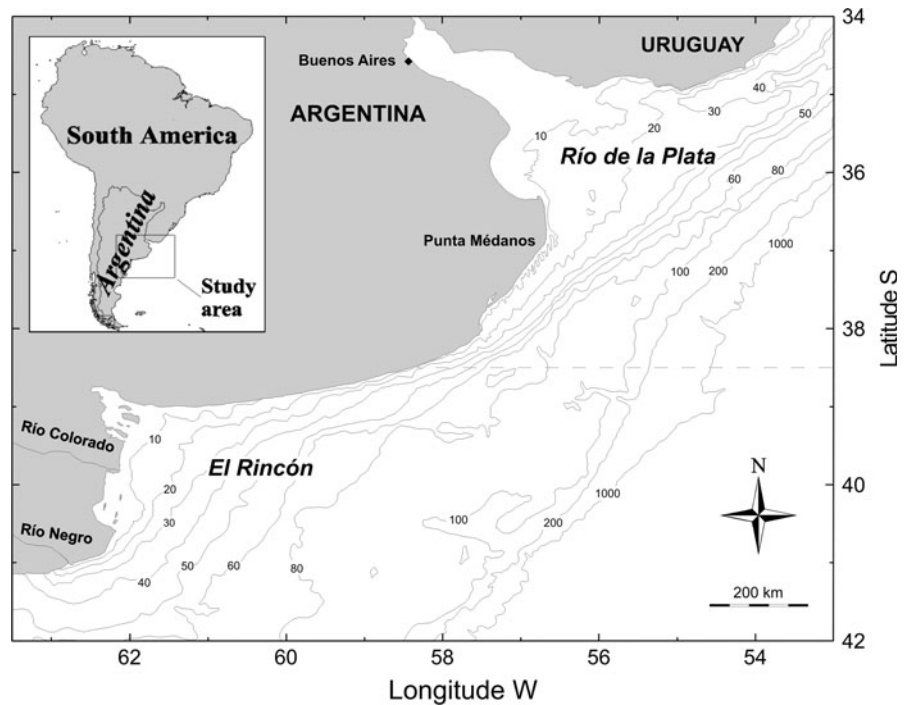 34
URUGUAY
Buenos Aires
40
30
South America
ARGENTINA
10
20
50
Río de la Plata
36
60
80
Argentina
Punta Médanos
1000
100
200
Study
area
38
Latitude S
Río Colorado
10
El Rincón
20
1000
N
40
Río Negro
30
100
200
50
60
80
40
200 km
42
62
60
58
56
54
Longitude W